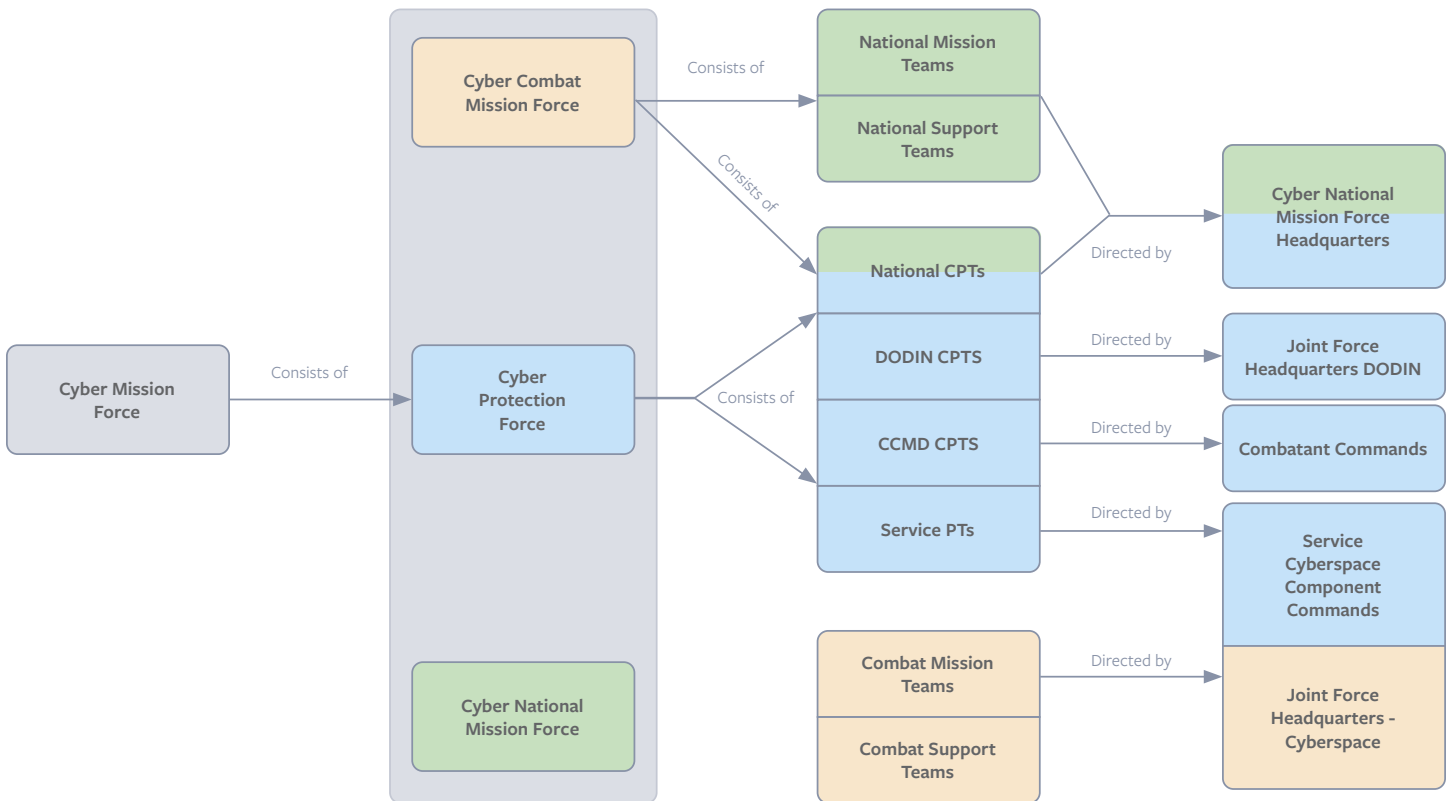 Cyber Combat
Mission Force
Consists of
National Mission
Teams
National Support
Teams
Consists of
Cyber National
Mission Force
Headquarters
Directed by
National CPTs
Cyber Mission
Force
Consists of
Cyber
Protection
Force
Consists of
DODIN CPTS
Directed by
Joint Force
Headquarters DODIN
CCMD CPTS
Directed by
Combatant Commands
Service PTs
Directed by
Service
Cyberspace
Component
Commands
Cyber National
Mission Force
Combat Mission
Teams
Combat Support
Teams
Directed by
Joint Force
Headquarters -
Cyberspace